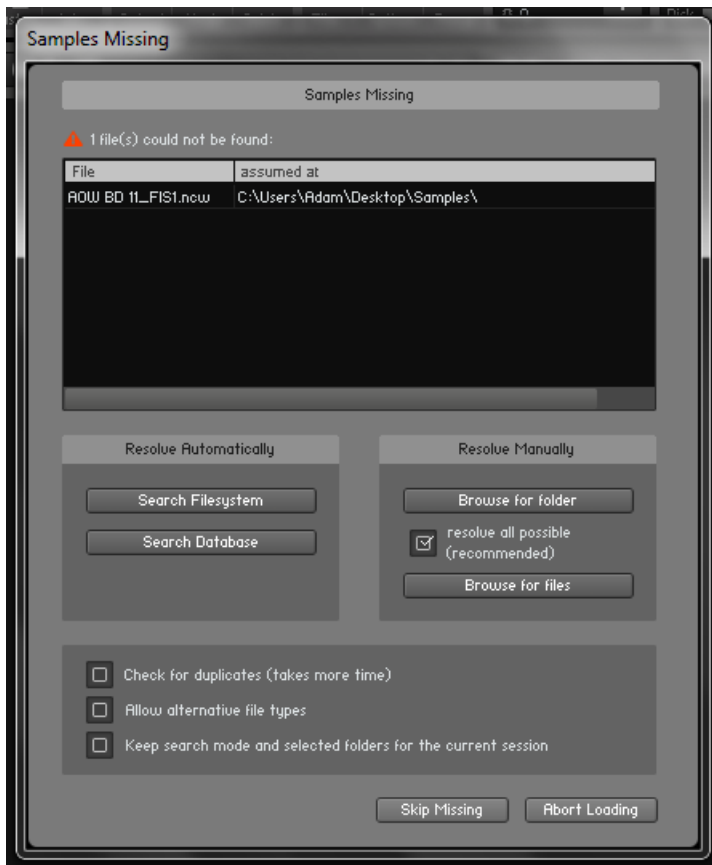 Samples Missing
Samples Missing
1 file(s) could not be found:
File assumed at
AOW BD 11_FIS1.ncw C:\Users\Adam\Desktop\Samples\
Resolve Automatically
Resolve Manually
Search Filesystem
Browse for folder
Search Database
resolve all possible
(recommended)
Browse for files
Check for duplicates (takes more time)
Allow alternative file types
Keep search mode and selected folders for the current session
Skip Missing
Abort Loading